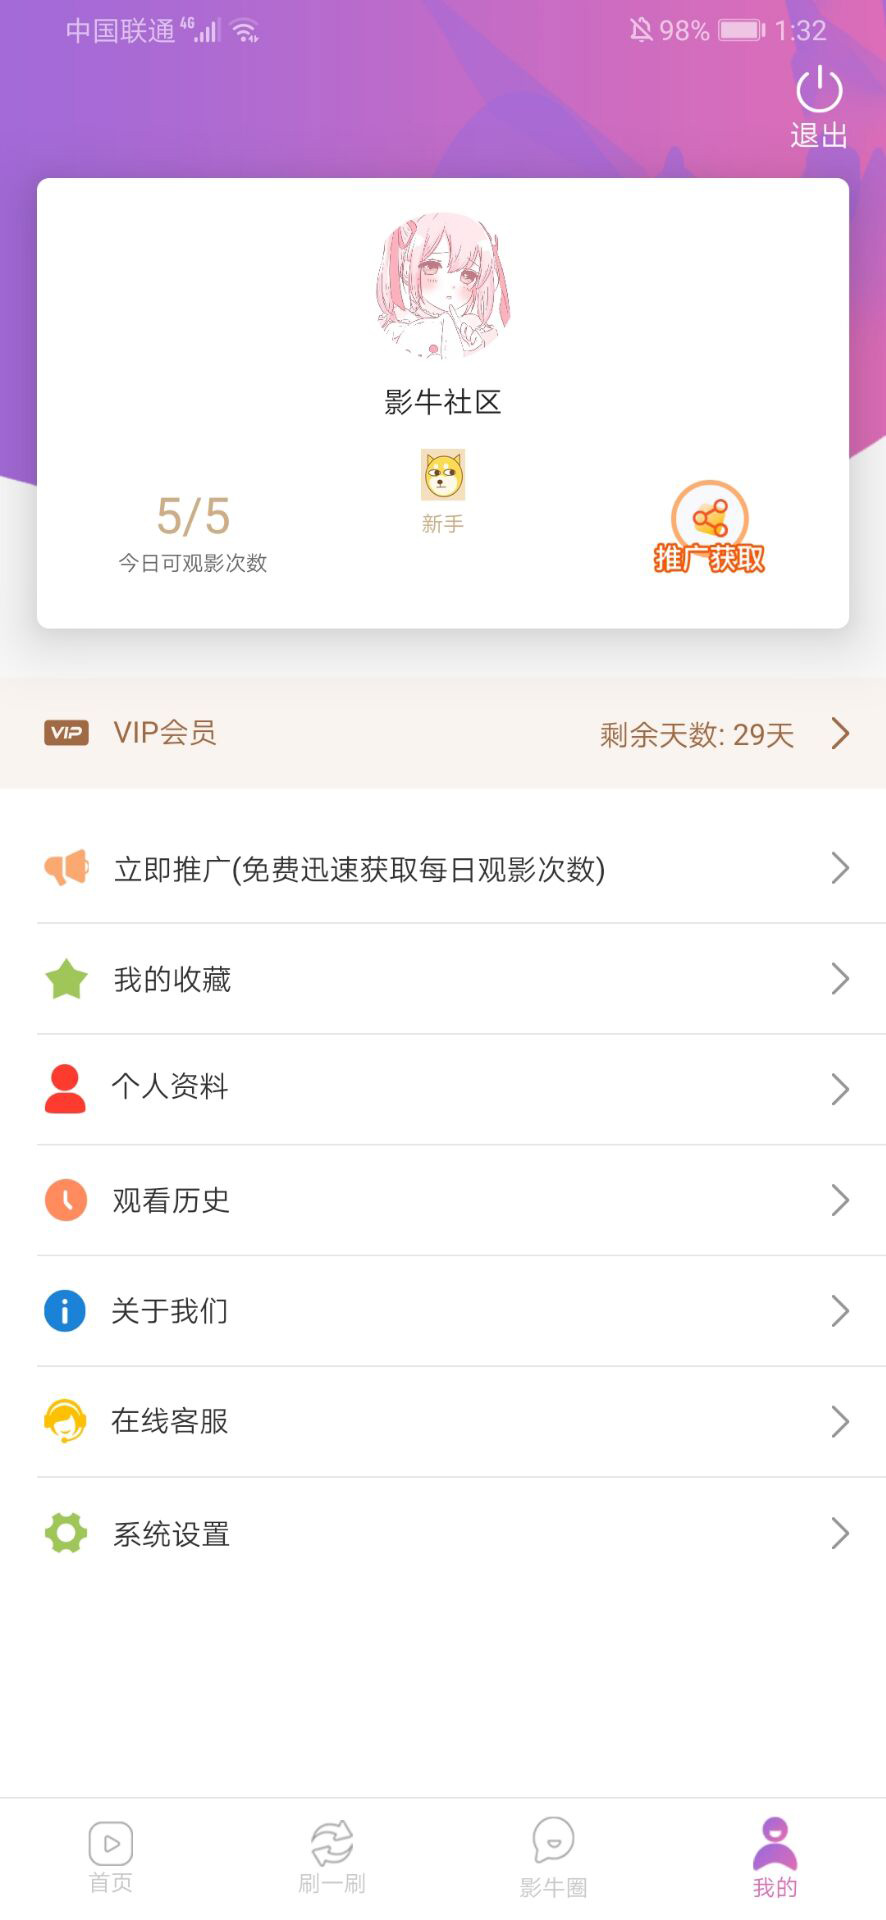 中国联通 4G 98% 1:32
退出
影牛社区
新手
5/5
今日可观影次数
推广获取
VIP VIP会员 剩余天数: 29天
立即推广(免费迅速获取每日观影次数)
我的收藏
个人资料
观看历史
关于我们
在线客服
系统设置
首页 刷一刷 影牛圈 我的